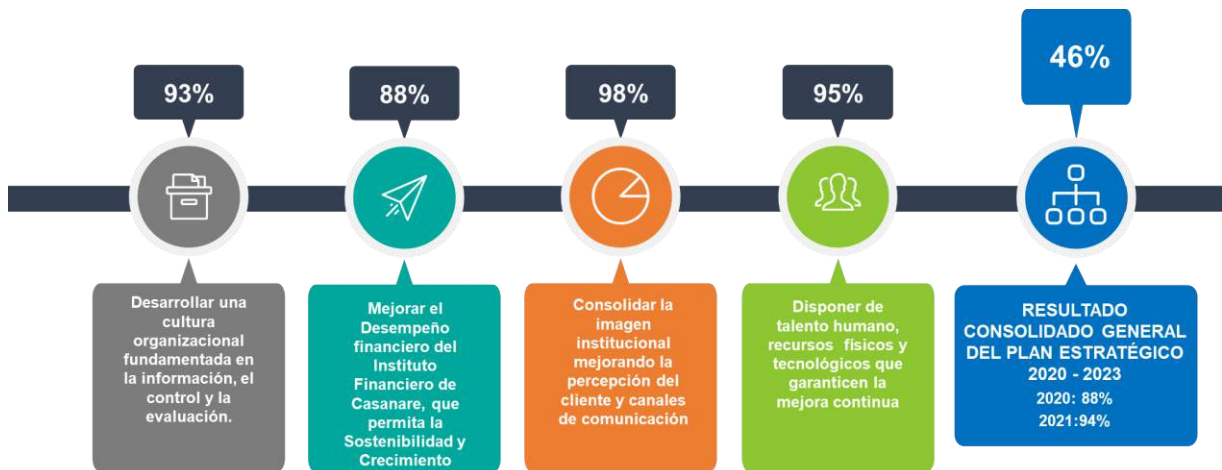 93%
88%
98%
95%
46%
Desarrollar una
cultura
organizacional
fundamentada en
la información, el
control y la
evaluación.
Mejorar el
Desempeño
financiero del
Instituto
Financiero de
Casanare, que
permita la
Sostenibilidad y
Crecimiento
Consolidar la
imagen
institucional
mejorando la
percepción del
cliente y canales
de comunicación
Disponer de
talento humano,
recursos físicos y
tecnológicos que
garanticen la
mejora continua
RESULTADO
CONSOLIDADO GENERAL
DEL PLAN ESTRATÉGICO
2020 - 2023
2020: 88%
2021:94%